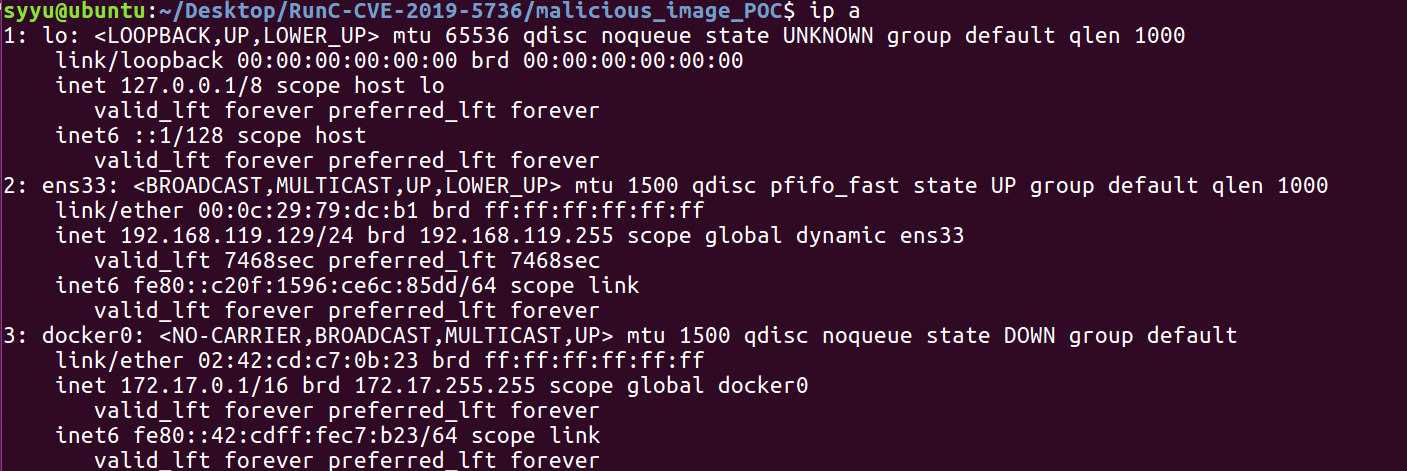 syyu@ubuntu:~/Desktop/RunC-CVE-2019-5736/malicious_image_POC$ ip a
1: lo: <LOOPBACK,UP,LOWER_UP> mtu 65536 qdisc noqueue state UNKNOWN group default qlen 1000
    link/loopback 00:00:00:00:00:00 brd 00:00:00:00:00:00
    inet 127.0.0.1/8 scope host lo
       valid_lft forever preferred_lft forever
    inet6 ::1/128 scope host
       valid_lft forever preferred_lft forever
2: ens33: <BROADCAST,MULTICAST,UP,LOWER_UP> mtu 1500 qdisc pfifo_fast state UP group default qlen 1000
    link/ether 00:0c:29:79:dc:b1 brd ff:ff:ff:ff:ff:ff
    inet 192.168.119.129/24 brd 192.168.119.255 scope global dynamic ens33
       valid_lft 7468sec preferred_lft 7468sec
    inet6 fe80::c20f:1596:ce6c:85dd/64 scope link
       valid_lft forever preferred_lft forever
3: docker0: <NO-CARRIER,BROADCAST,MULTICAST,UP> mtu 1500 qdisc noqueue state DOWN group default
    link/ether 02:42:cd:c7:0b:23 brd ff:ff:ff:ff:ff:ff
    inet 172.17.0.1/16 brd 172.17.255.255 scope global docker0
       valid_lft forever preferred_lft forever
    inet6 fe80::42:cdff:fec7:b23/64 scope link
       valid_lft forever preferred_lft forever